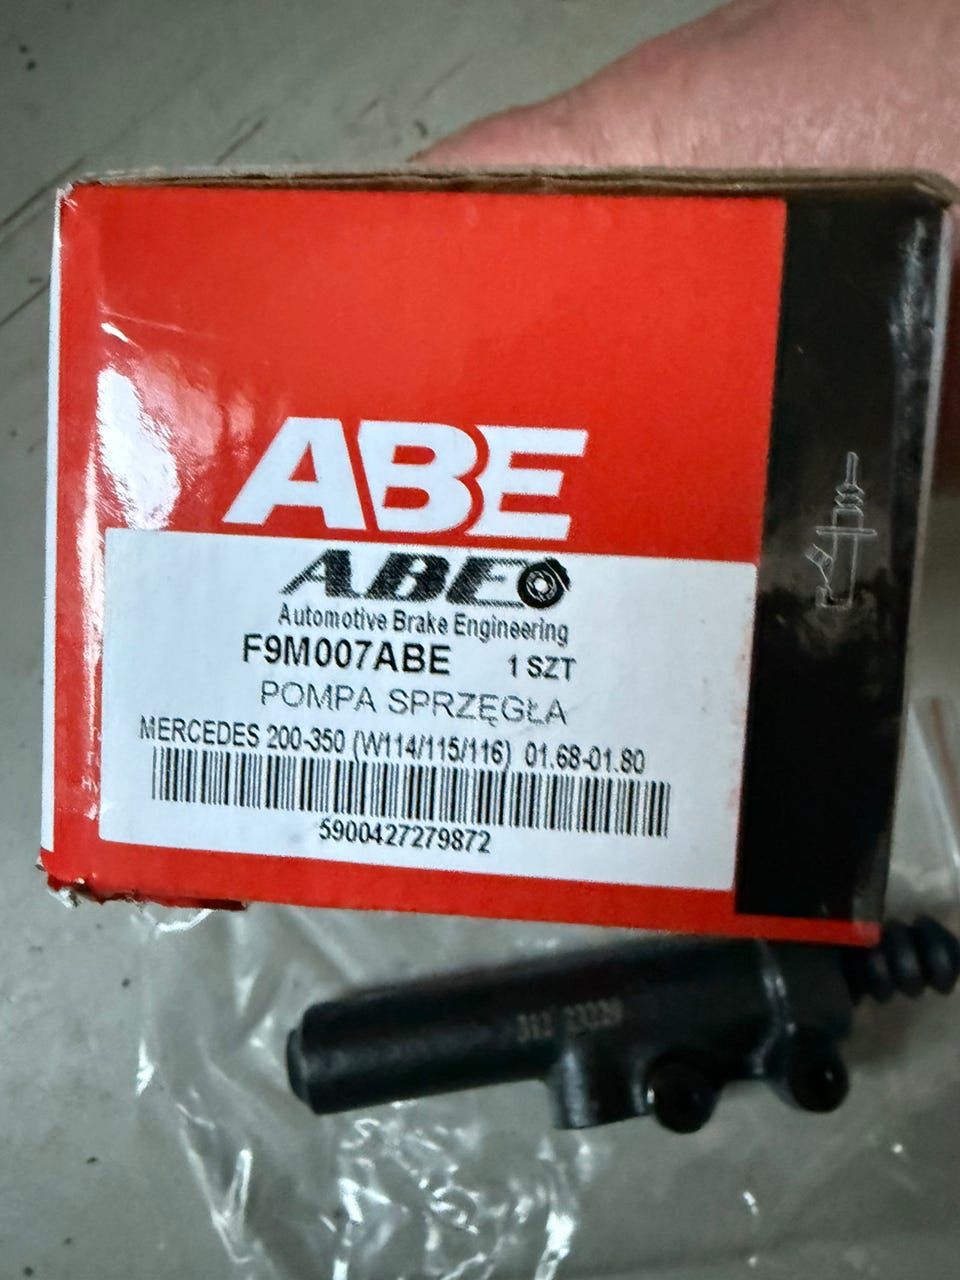 ABE
ABE
Automotive Brake Engineering
F9M007ABE 1 SZT
POMPA SPRZĘGŁA
MERCEDES 200-350 (W114/115/116) 01.68-01.80
5900427279872